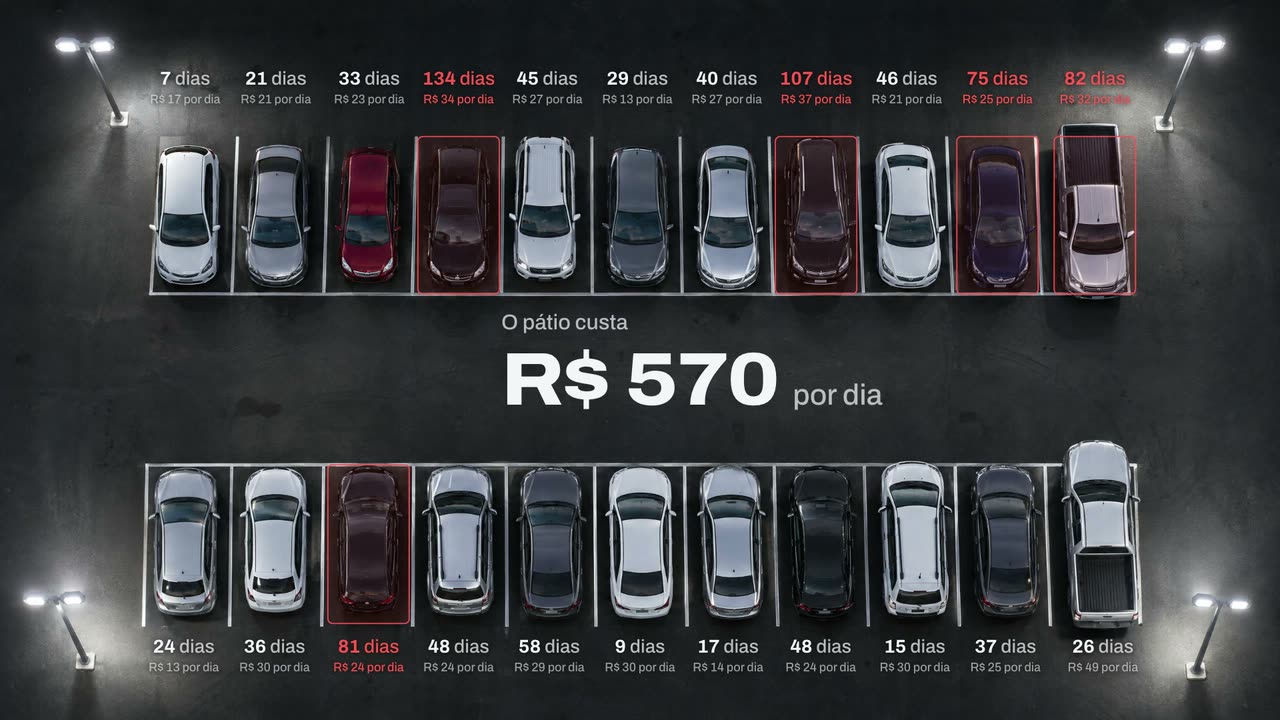 7 dias
R$ 17 por dia
21 dias
R$ 21 por dia
33 dias
R$ 23 por dia
134 dias
R$ 34 por dia
45 dias
R$ 27 por dia
29 dias
R$ 13 por dia
40 dias
R$ 27 por dia
107 dias
R$ 37 por dia
46 dias
R$ 21 por dia
75 dias
R$ 25 por dia
82 dias
R$ 32 por dia
O pátio custa
R$ 570 por dia
24 dias
R$ 13 por dia
36 dias
R$ 30 por dia
81 dias
R$ 24 por dia
48 dias
R$ 24 por dia
58 dias
R$ 29 por dia
9 dias
R$ 30 por dia
17 dias
R$ 14 por dia
48 dias
R$ 24 por dia
15 dias
R$ 30 por dia
37 dias
R$ 25 por dia
26 dias
R$ 49 por dia